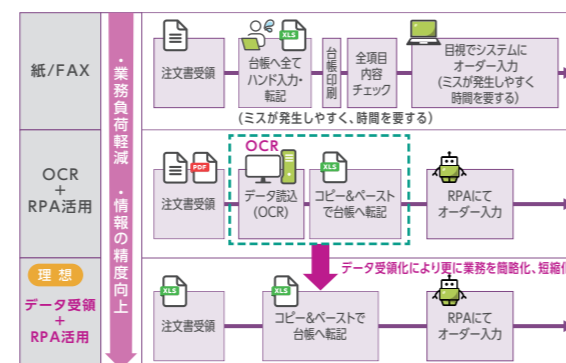 紙/FAX
・業務負荷軽減 ・情報の精度向上
注文書受領
XLS
台帳へ全て
ハンド入力・
転記
(ミスが発生しやすく、時間を要する)
台帳印刷
全項目
内容
チェック
目視でシステムに
オーダー入力
(ミスが発生しやすく
時間を要する)
OCR
+
RPA活用
PDF
注文書受領
OCR
データ読込
(OCR)
XLS
コピー&ペースト
で台帳へ転記
RPAにて
オーダー入力
データ受領化により更に業務を簡略化、短縮化
理想
データ受領
+
RPA活用
XLS
注文書受領
XLS
コピー&ペーストで
台帳へ転記
RPAにて
オーダー入力